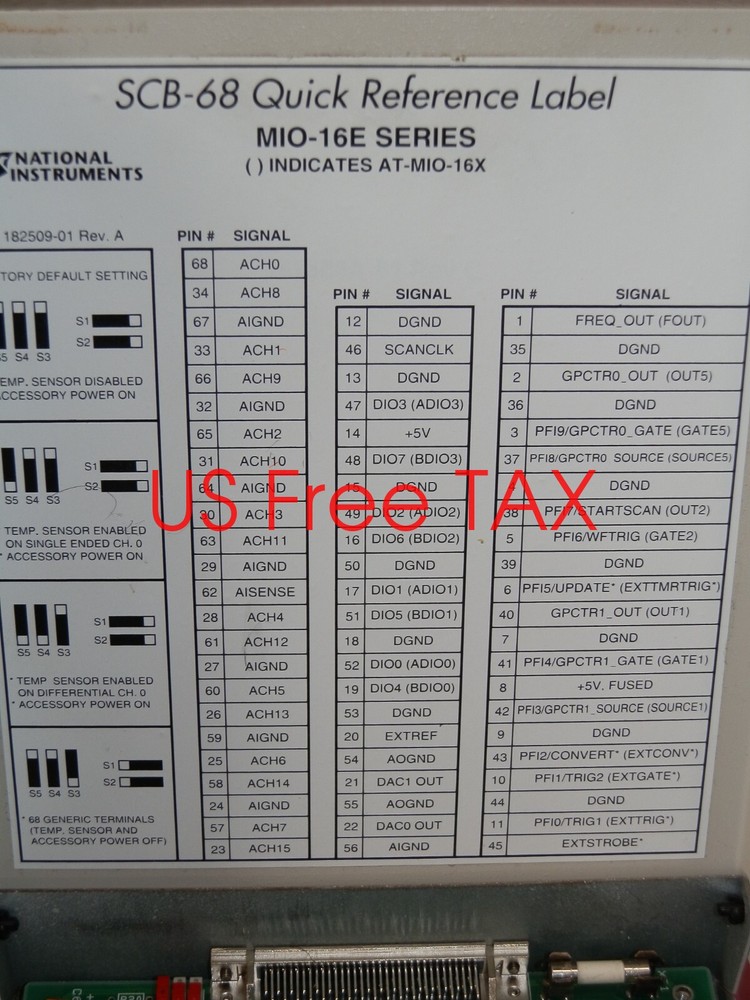 SCB-68 Quick Reference Label
MIO-16E SERIES
( ) INDICATES AT-MIO-16X
NATIONAL
INSTRUMENTS
182509-01 Rev. A
TORY DEFAULT SETTING
S1
S2
S5 S4 S3
EMP. SENSOR DISABLED
ACCESSORY POWER ON
S1
S2
S5 S4 S3
TEMP. SENSOR ENABLED
ON SINGLE ENDED CH. 0
* ACCESSORY POWER ON
S1
S2
S5 S4 S3
* TEMP SENSOR ENABLED
ON DIFFERENTIAL CH. 0
* ACCESSORY POWER ON
S1
S2
S5 S4 S3
* 68 GENERIC TERMINALS
(TEMP. SENSOR AND
ACCESSORY POWER OFF)
PIN # SIGNAL
68 ACH0
34 ACH8
67 AIGND
33 ACH1
66 ACH9
32 AIGND
65 ACH2
31 ACH10
64 AIGND
30 ACH3
63 ACH11
29 AIGND
62 AISENSE
28 ACH4
61 ACH12
27 AIGND
60 ACH5
26 ACH13
59 AIGND
25 ACH6
58 ACH14
24 AIGND
57 ACH7
23 ACH15
PIN # SIGNAL
12 DGND
46 SCANCLK
13 DGND
47 DIO3 (ADIO3)
14 +5V
48 DIO7 (BDIO3)
15 DGND
49 DIO2 (ADIO2)
16 DIO6 (BDIO2)
50 DGND
17 DIO1 (ADIO1)
51 DIO5 (BDIO1)
18 DGND
52 DIO0 (ADIO0)
19 DIO4 (BDIO0)
53 DGND
20 EXTREF
54 AOGND
21 DAC1 OUT
55 AOGND
22 DAC0 OUT
56 AIGND
PIN # SIGNAL
1 FREQ_OUT (FOUT)
35 DGND
2 GPCTR0_OUT (OUT5)
36 DGND
3 PFI9/GPCTR0_GATE (GATE5)
37 PFI8/GPCTR0_SOURCE (SOURCE5)
DGND
38 PFI7/STARTSCAN (OUT2)
5 PFI6/WFTRIG (GATE2)
39 DGND
6 PFI5/UPDATE* (EXTTMRTRIG*)
40 GPCTR1_OUT (OUT1)
7 DGND
41 PFI4/GPCTR1_GATE (GATE1)
8 +5V, FUSED
42 PFI3/GPCTR1_SOURCE (SOURCE1)
9 DGND
43 PFI2/CONVERT* (EXTCONV*)
10 PFI1/TRIG2 (EXTGATE*)
44 DGND
11 PFI0/TRIG1 (EXTTRIG*)
45 EXTSTROBE*
US Free TAX